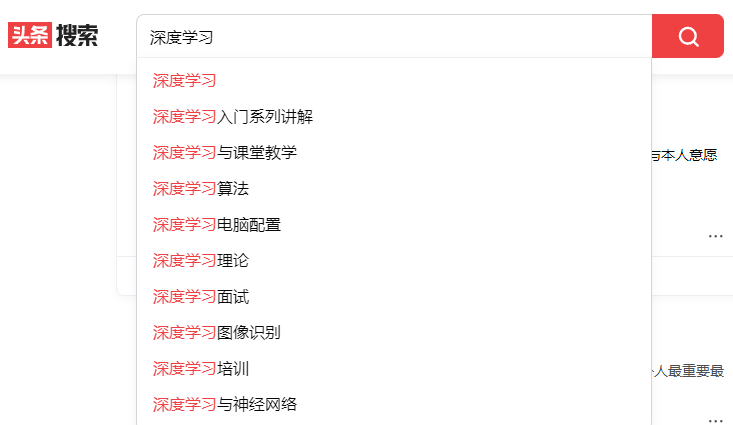 头条 搜索
深度学习
深度学习
深度学习入门系列讲解
深度学习与课堂教学
与本人意愿
深度学习算法
深度学习电脑配置
...
深度学习理论
深度学习面试
深度学习图像识别
深度学习培训
人最重要最
深度学习与神经网络
...